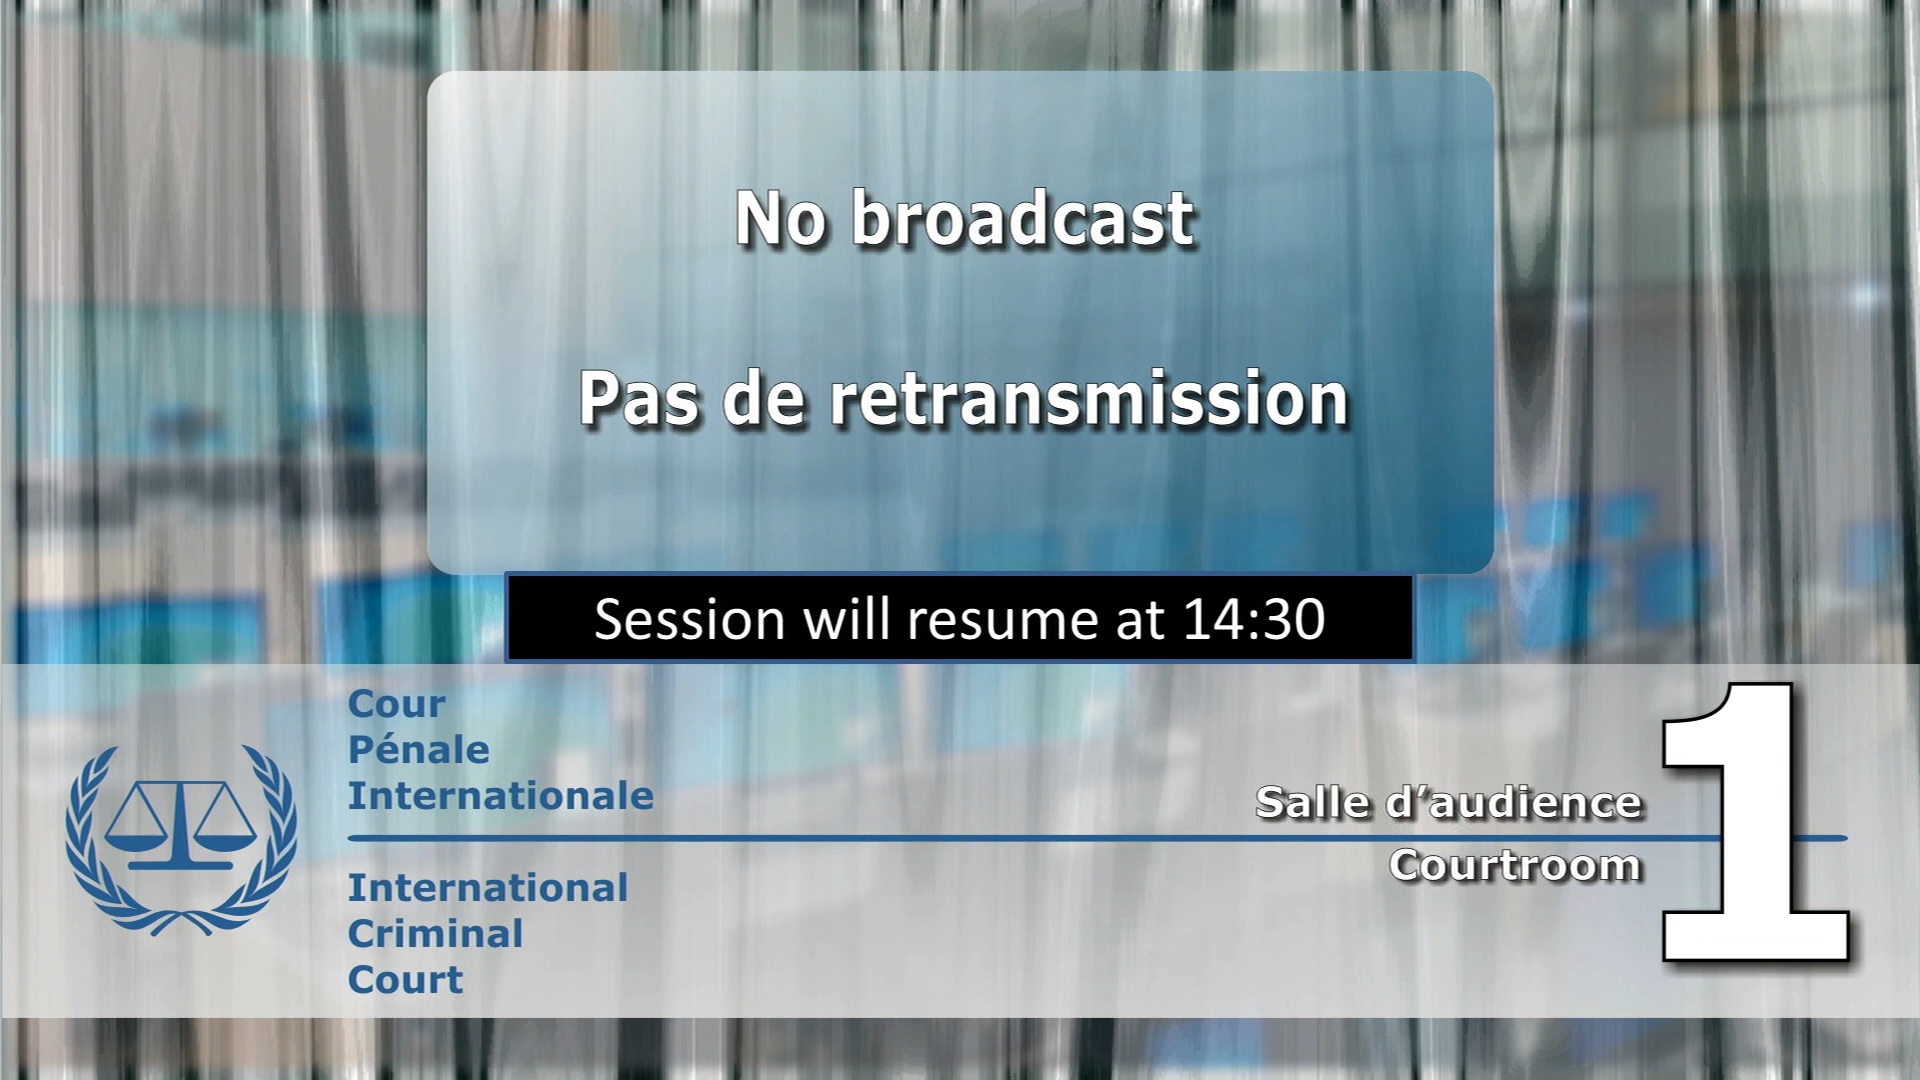 No broadcast
Pas de retransmission
Session will resume at 14:30
Cour
Pénale
Internationale
International
Criminal
Court
Salle d’audience
Courtroom
1